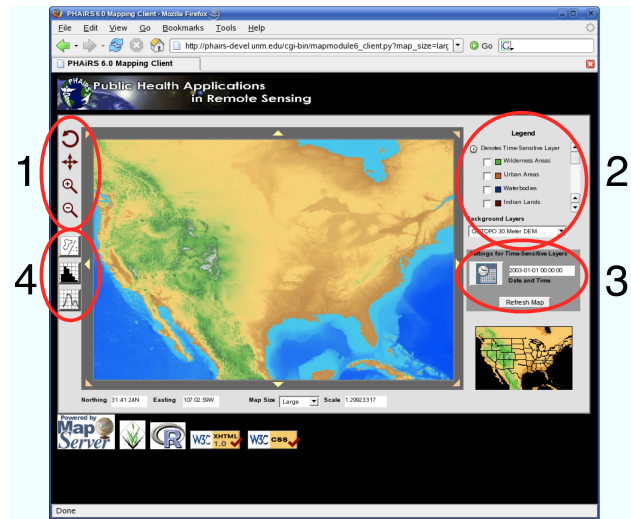 PHAiRS 6.0 Mapping Client - Mozilla Firefox
File Edit View Go Bookmarks Tools Help
http://phairs-devel.unm.edu/cgi-bin/mapmodule6_client.py?map_size=larg Go G
PHAiRS 6.0 Mapping Client
PHAiRS Public Health Applications
in Remote Sensing
1
2
3
4
Legend
Denotes Time-Sensitive Layer
Wilderness Areas
Urban Areas
Waterbodies
Indian Lands
Background Layers
30 Meter DEM
Settings for Time-Sensitive Layers
2003-01-01 00:00:00
Date and Time
Refresh Map
Northing 31:41:24N Easting 107:02:59W Map Size Large Scale 1:29923317
Powered by
Map
Server
R
W3C XHTML 1.0
W3C css
Done